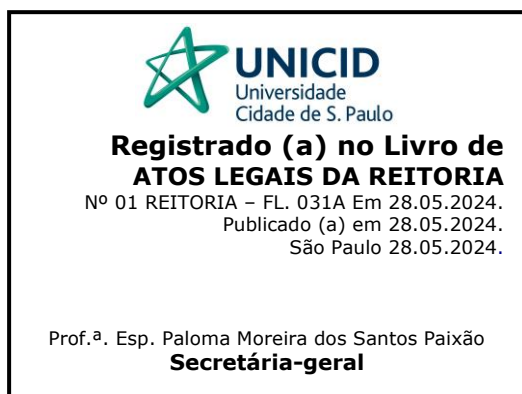 UNICID
Universidade
Cidade de S. Paulo
Registrado (a) no Livro de
ATOS LEGAIS DA REITORIA
Nº 01 REITORIA – FL. 031A Em 28.05.2024.
Publicado (a) em 28.05.2024.
São Paulo 28.05.2024.
Prof.ª. Esp. Paloma Moreira dos Santos Paixão
Secretária-geral